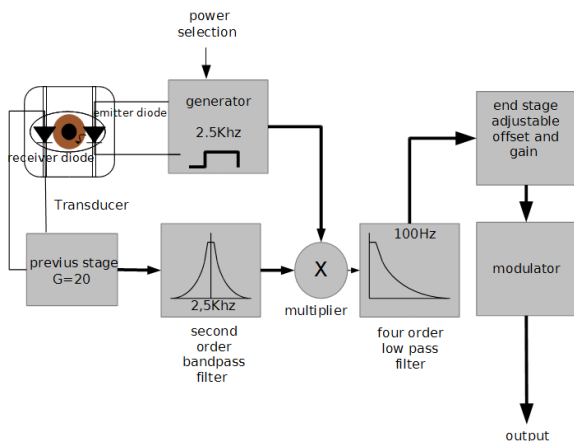 power
selection
generator
2.5Khz
emitter diode
receiver diode
Transducer
previus stage
G=20
2,5Khz
second
order
bandpass
filter
X
multiplier
100Hz
four order
low pass
filter
end stage
adjustable
offset and
gain
modulator
output